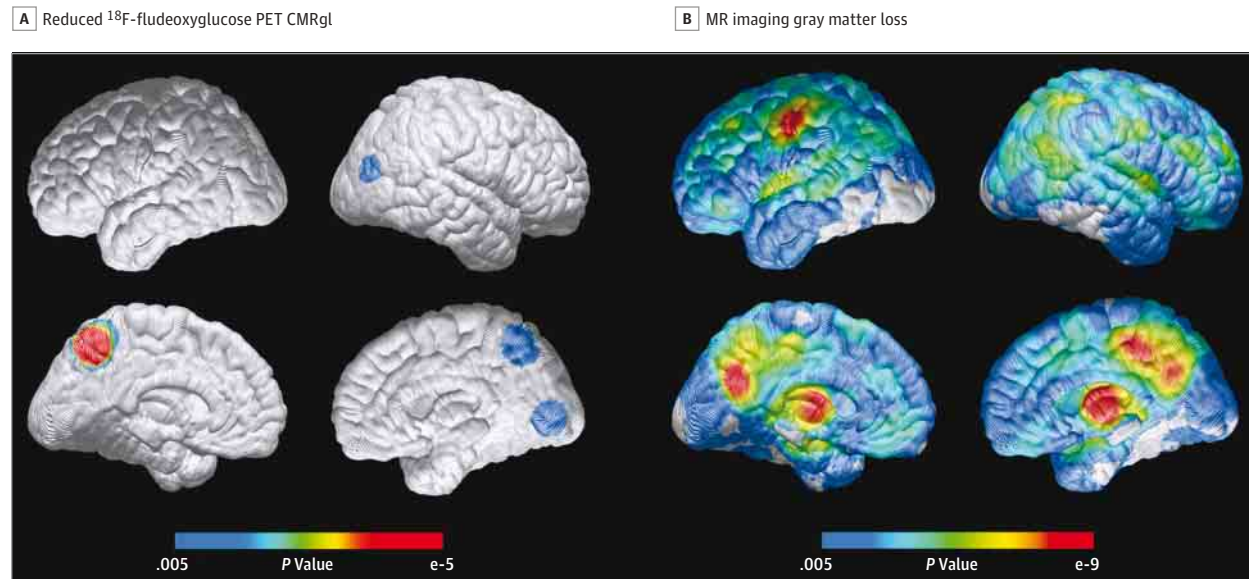 A Reduced ¹⁸F-fludeoxyglucose PET CMRgl
B MR imaging gray matter loss
.005 P Value e-5
.005 P Value e-9